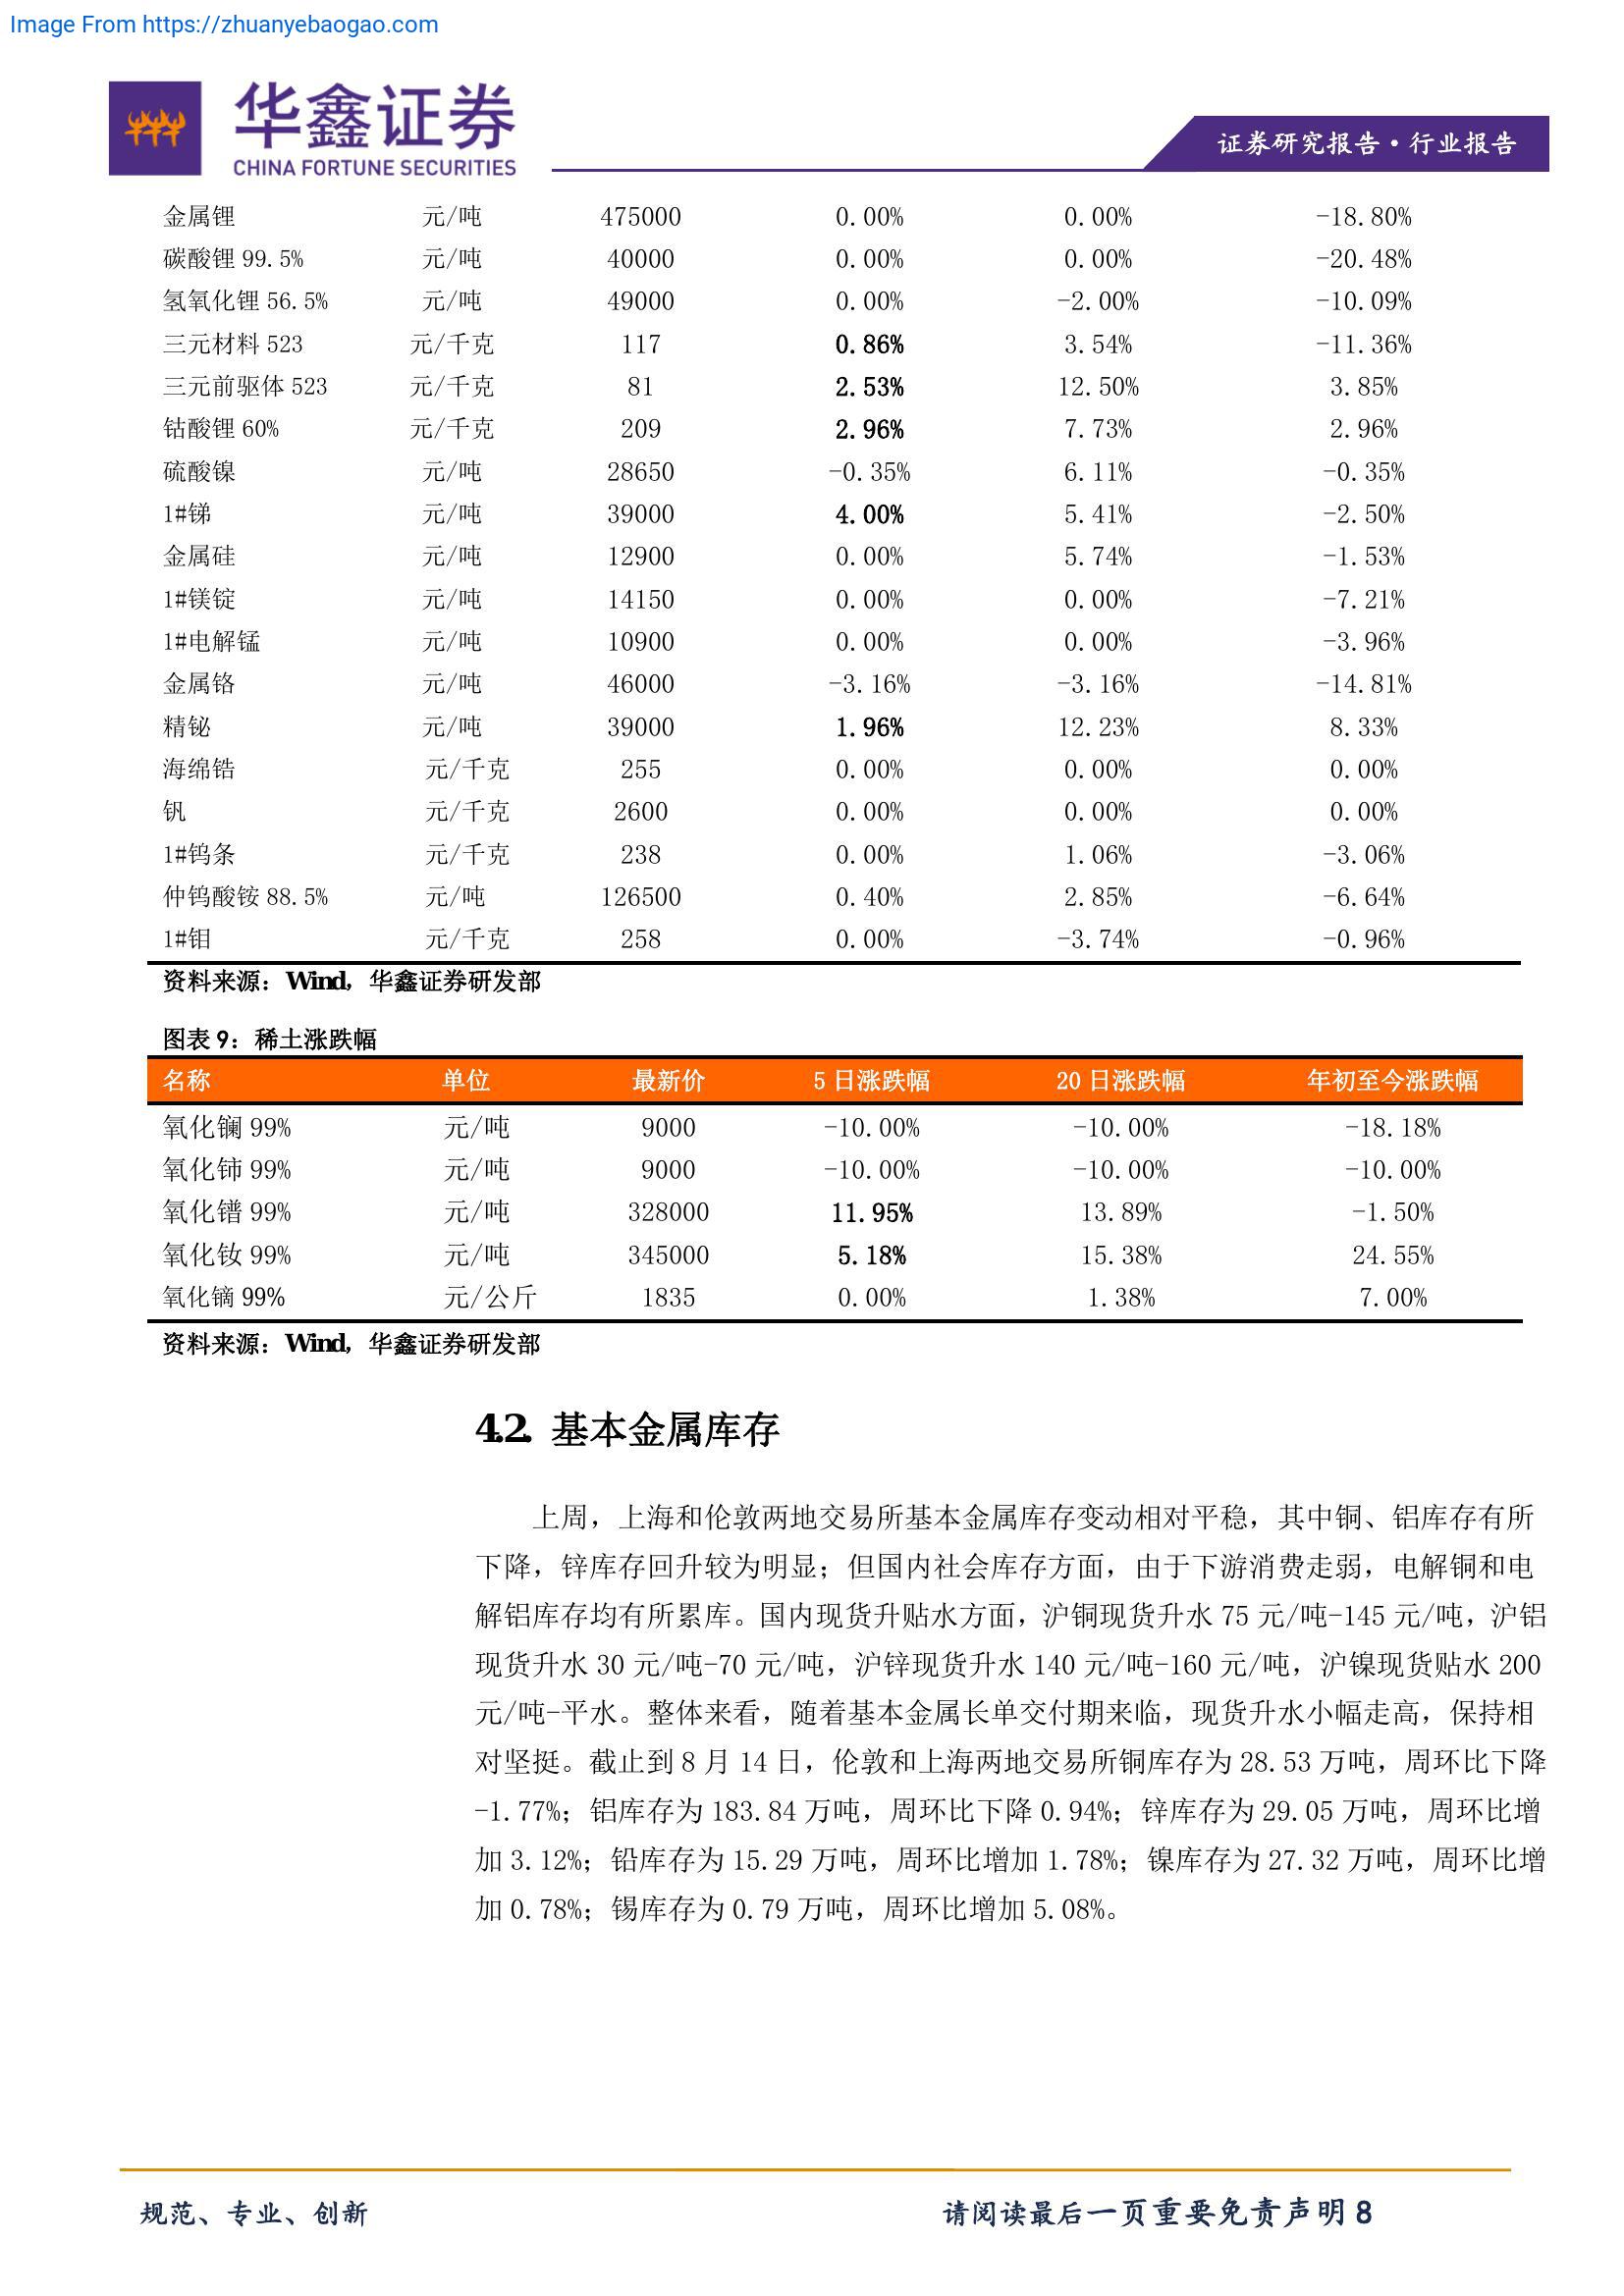 Image From https://zhuanyebaogao.com
华鑫证券
CHINA FORTUNE SECURITIES
证券研究报告·行业报告
金属锂 元/吨 475000 0.00% 0.00% -18.80%
碳酸锂 99.5% 元/吨 40000 0.00% 0.00% -20.48%
氢氧化锂 56.5% 元/吨 49000 0.00% -2.00% -10.09%
三元材料 523 元/千克 117 0.86% 3.54% -11.36%
三元前驱体 523 元/千克 81 2.53% 12.50% 3.85%
钴酸锂 60% 元/千克 209 2.96% 7.73% 2.96%
硫酸镍 元/吨 28650 -0.35% 6.11% -0.35%
1#锑 元/吨 39000 4.00% 5.41% -2.50%
金属硅 元/吨 12900 0.00% 5.74% -1.53%
1#镁锭 元/吨 14150 0.00% 0.00% -7.21%
1#电解锰 元/吨 10900 0.00% 0.00% -3.96%
金属铬 元/吨 46000 -3.16% -3.16% -14.81%
精铋 元/吨 39000 1.96% 12.23% 8.33%
海绵锆 元/千克 255 0.00% 0.00% 0.00%
钒 元/千克 2600 0.00% 0.00% 0.00%
1#钨条 元/千克 238 0.00% 1.06% -3.06%
仲钨酸铵 88.5% 元/吨 126500 0.40% 2.85% -6.64%
1#钼 元/千克 258 0.00% -3.74% -0.96%
资料来源：Wind，华鑫证券研发部
图表 9：稀土涨跌幅
名称 单位 最新价 5 日涨跌幅 20 日涨跌幅 年初至今涨跌幅
氧化镧 99% 元/吨 9000 -10.00% -10.00% -18.18%
氧化铈 99% 元/吨 9000 -10.00% -10.00% -10.00%
氧化镨 99% 元/吨 328000 11.95% 13.89% -1.50%
氧化钕 99% 元/吨 345000 5.18% 15.38% 24.55%
氧化镝 99% 元/公斤 1835 0.00% 1.38% 7.00%
资料来源：Wind，华鑫证券研发部
4.2. 基本金属库存
上周，上海和伦敦两地交易所基本金属库存变动相对平稳，其中铜、铝库存有所
下降，锌库存回升较为明显；但国内社会库存方面，由于下游消费走弱，电解铜和电
解铝库存均有所累库。国内现货升贴水方面，沪铜现货升水 75 元/吨-145 元/吨，沪铝
现货升水 30 元/吨-70 元/吨，沪锌现货升水 140 元/吨-160 元/吨，沪镍现货贴水 200
元/吨-平水。整体来看，随着基本金属长单交付期来临，现货升水小幅走高，保持相
对坚挺。截止到 8 月 14 日，伦敦和上海两地交易所铜库存为 28.53 万吨，周环比下降
-1.77%；铝库存为 183.84 万吨，周环比下降 0.94%；锌库存为 29.05 万吨，周环比增
加 3.12%；铅库存为 15.29 万吨，周环比增加 1.78%；镍库存为 27.32 万吨，周环比增
加 0.78%；锡库存为 0.79 万吨，周环比增加 5.08%。
规范、专业、创新
请阅读最后一页重要免责声明 8